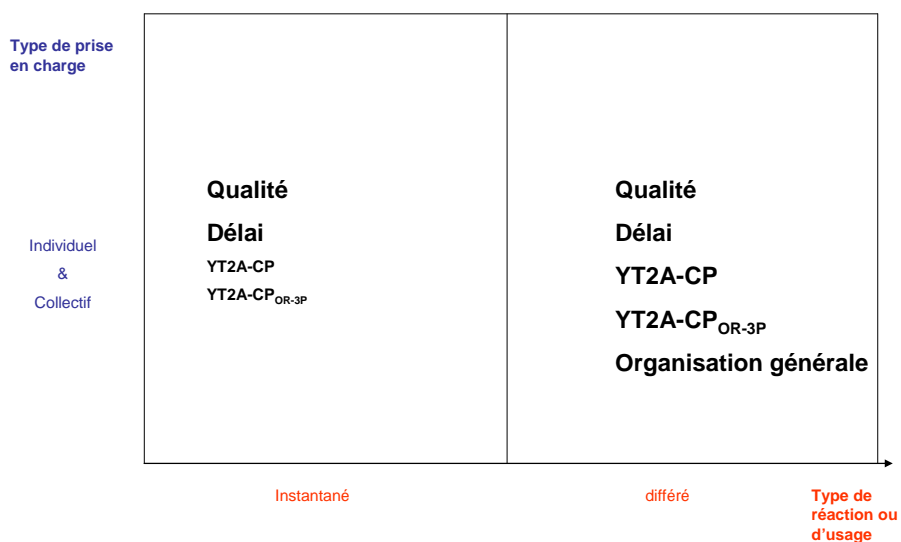 Type de prise
en charge
Individuel
&
Collectif
Qualité
Délai
YT2A-CP
YT2A-CPOR-3P
Qualité
Délai
YT2A-CP
YT2A-CPOR-3P
Organisation générale
Instantané
différé
Type de
réaction ou
d'usage